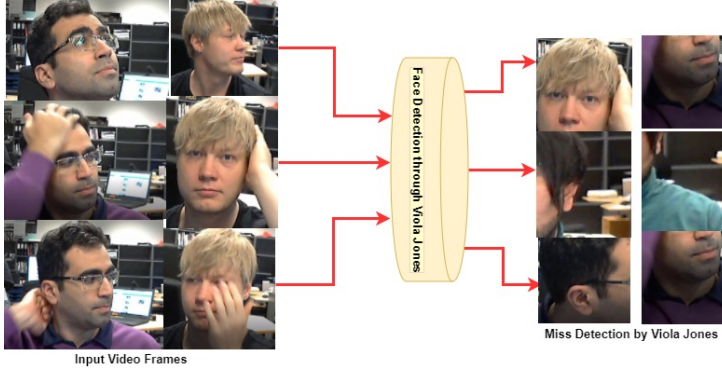 Face Detection through Viola Jones
Miss Detection by Viola Jones
Input Video Frames